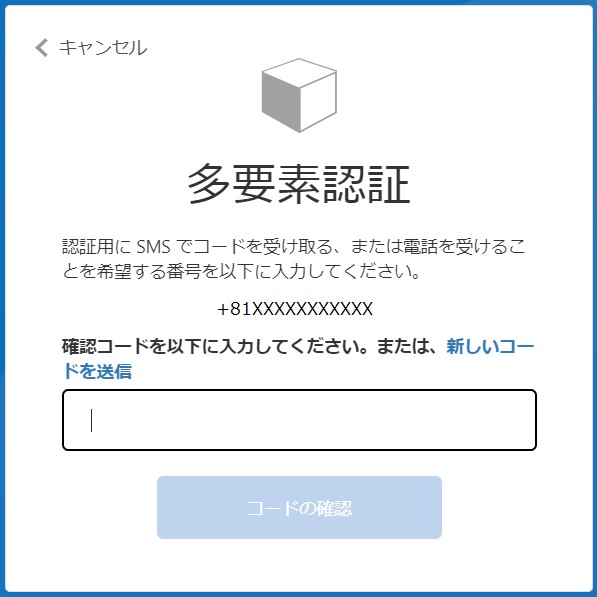 キャンセル
多要素認証
認証用に SMS でコードを受け取る、または電話を受けるこ
とを希望する番号を以下に入力してください。
+81XXXXXXXXXXX
確認コードを以下に入力してください。または、新しいコー
ドを送信
コードの確認